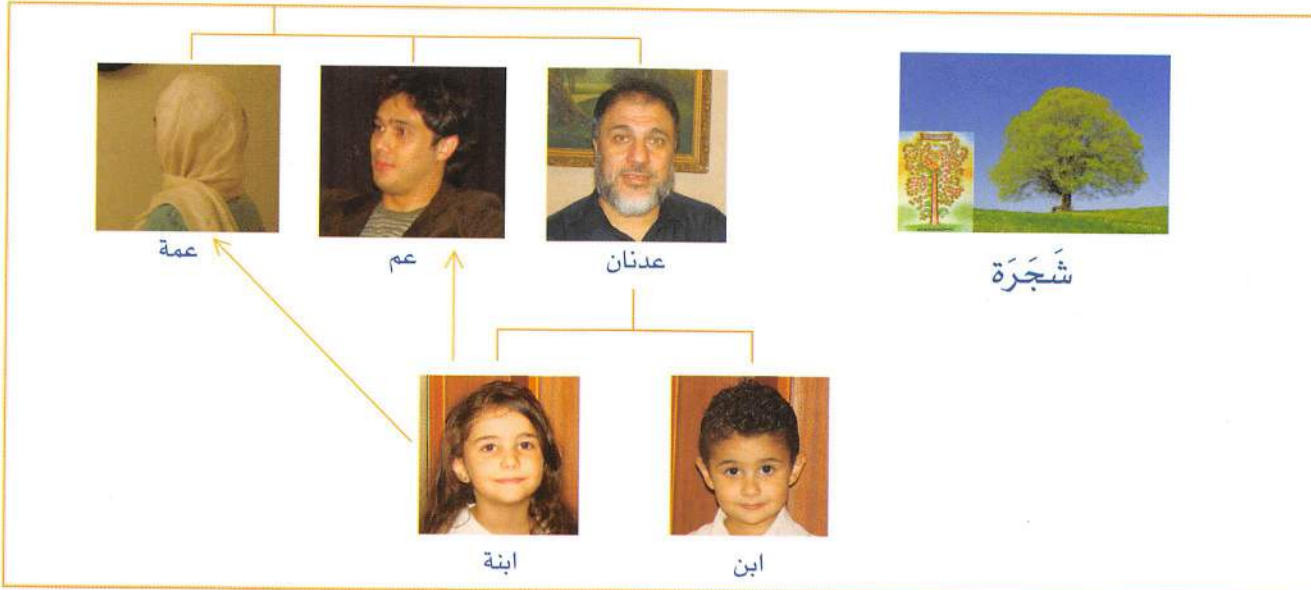 شَجَرَة
عدنان
عم
عمة
ابن
ابنة